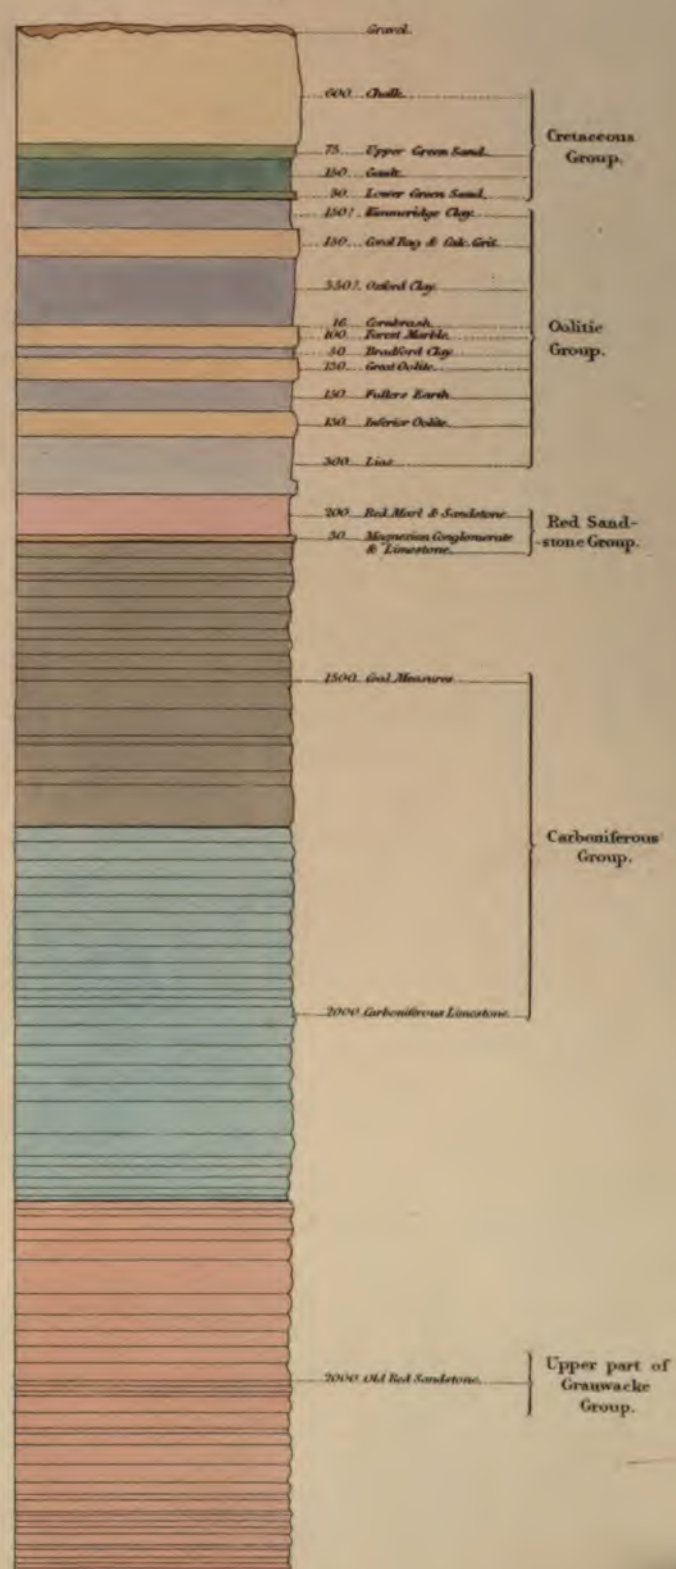 Gravel.
600 Chalk
75 Upper Green Sand.
150 Gault.
30 Lower Green Sand.
Cretaceous
Group.
150? Kimmeridge Clay.
150 Coral Rag & Calc. Grit.
350? Oxford Clay.
16 Cornbrash.
100 Forest Marble.
50 Bradford Clay
130 Great Oolite.
150 Fullers Earth
130 Inferior Oolite.
500 Lias
Oolitic
Group.
200 Red Marl & Sandstone
30 Magnesian Conglomerate
& Limestone.
Red Sand-
-stone Group.
1500 Coal Measures
2000 Carboniferous Limestone.
Carboniferous
Group.
2000 Old Red Sandstone.
Upper part of
Grauwacke
Group.